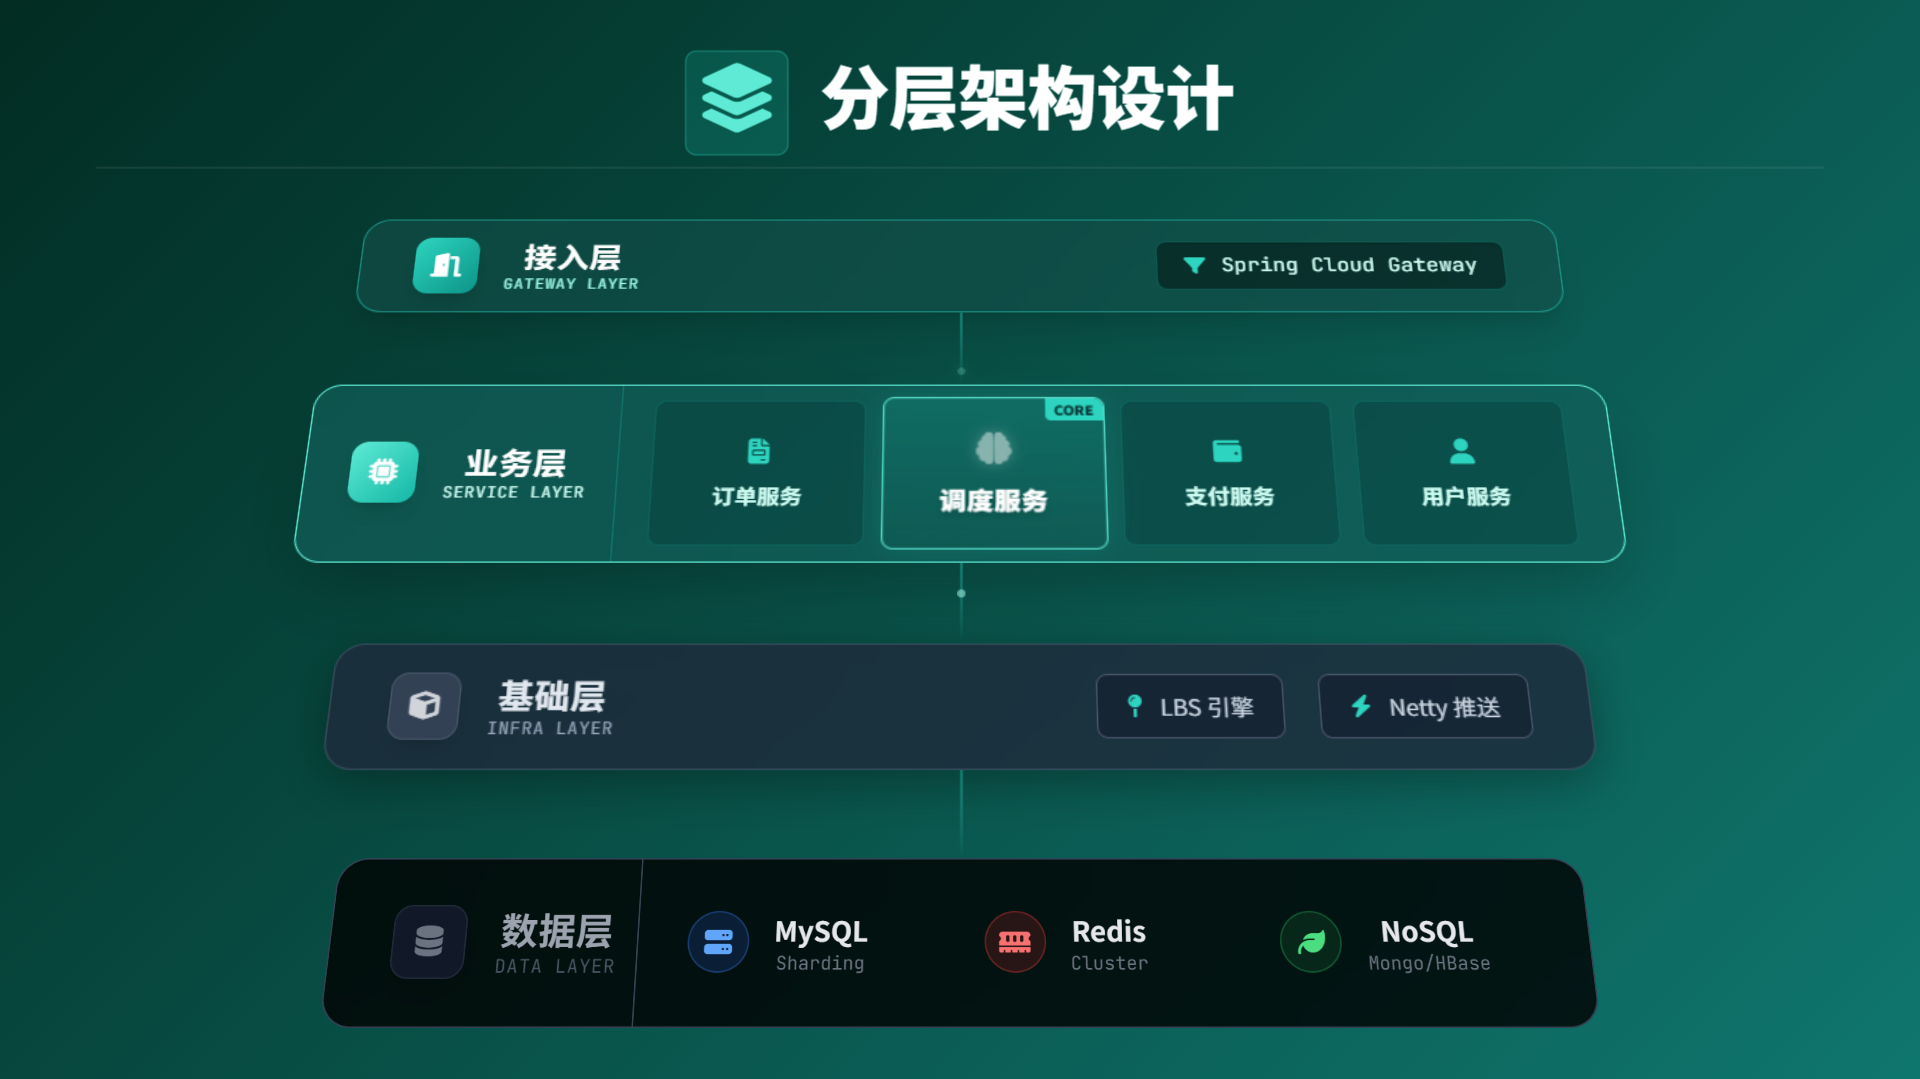 分层架构设计
接入层
GATEWAY LAYER
Spring Cloud Gateway
业务层
SERVICE LAYER
订单服务
CORE
调度服务
支付服务
用户服务
基础层
INFRA LAYER
LBS 引擎
Netty 推送
数据层
DATA LAYER
MySQL
Sharding
Redis
Cluster
NoSQL
Mongo/HBase